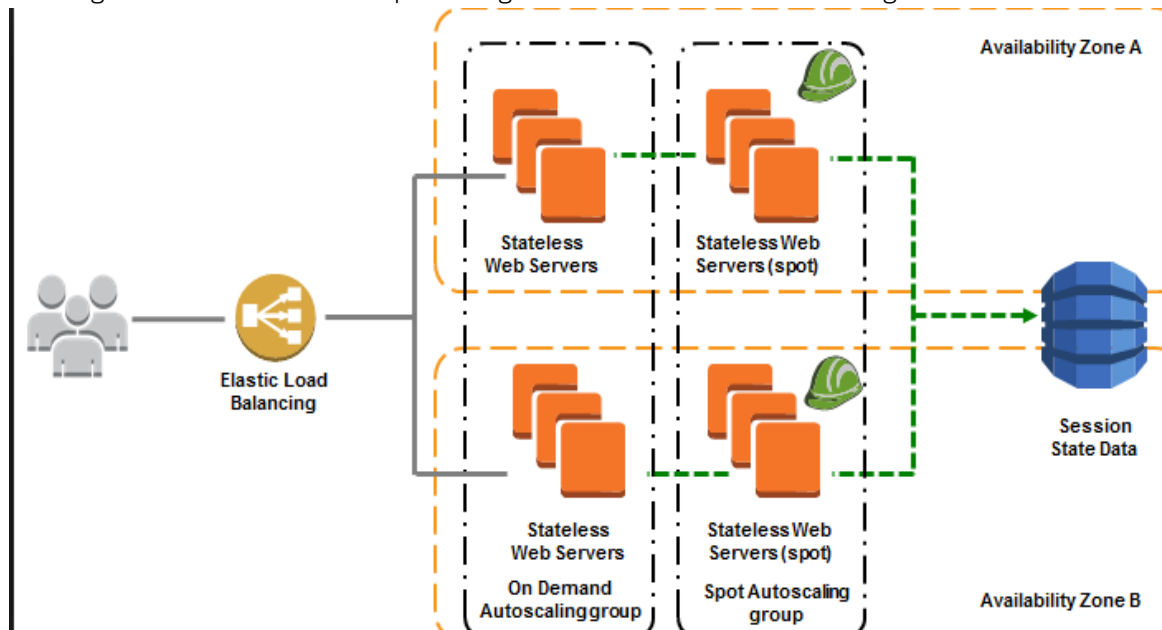 Availability Zone A
Stateless
Web Servers
Stateless Web
Servers (spot)
Elastic Load
Balancing
Session
State Data
Stateless
Web Servers
Stateless Web
Servers (spot)
On Demand
Autoscaling group
Spot Autoscaling
group
Availability Zone B